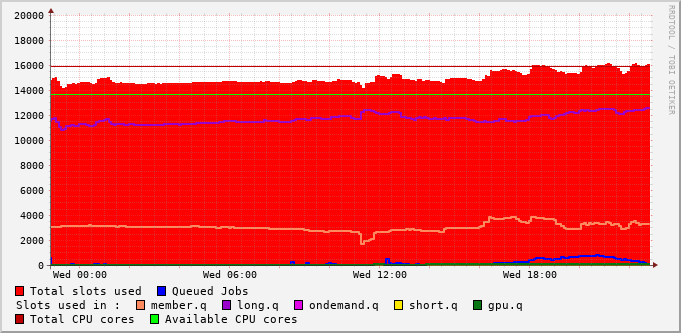 RRDTOOL / TOBI OETIKER
20000
18000
16000
14000
12000
10000
8000
6000
4000
2000
0
Wed 00:00 Wed 06:00 Wed 12:00 Wed 18:00
Total slots used Queued Jobs
Slots used in : member.q long.q ondemand.q short.q gpu.q
Total CPU cores Available CPU cores